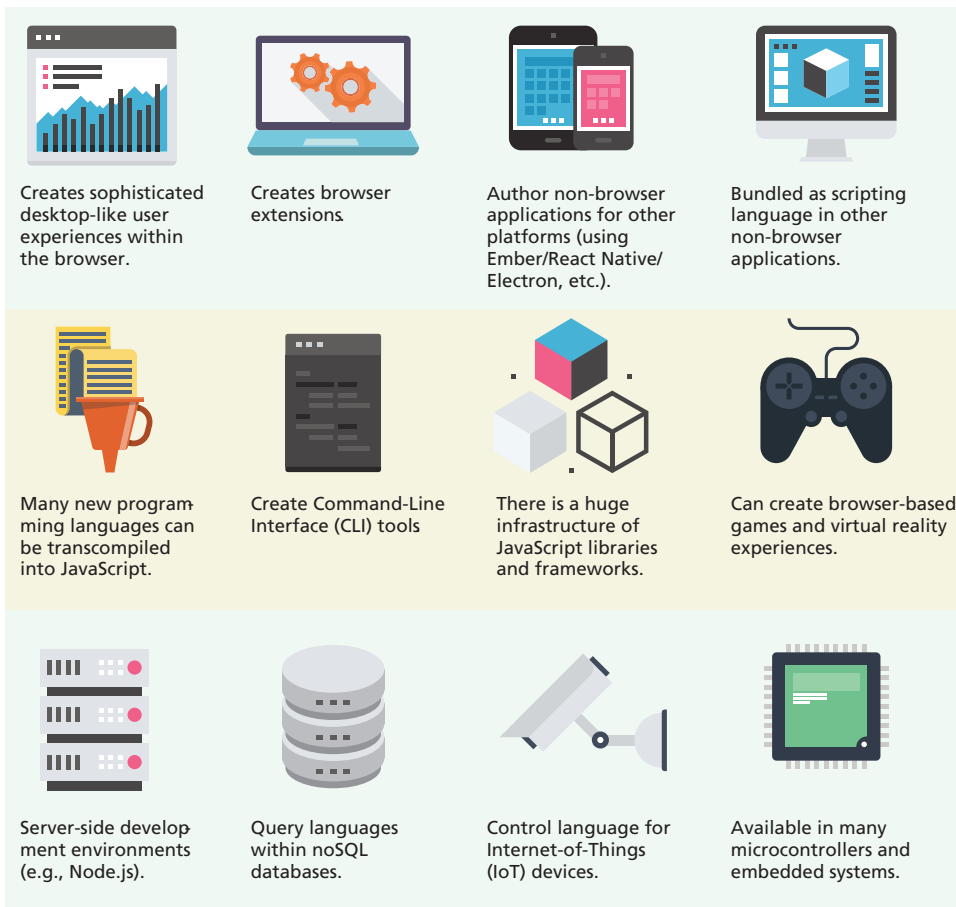 Creates sophisticated
desktop-like user
experiences within
the browser.
Creates browser
extensions.
Author non-browser
applications for other
platforms (using
Ember/React Native/
Electron, etc.).
Bundled as scripting
language in other
non-browser
applications.
Many new program-
ming languages can
be transcompiled
into JavaScript.
Create Command-Line
Interface (CLI) tools
There is a huge
infrastructure of
JavaScript libraries
and frameworks.
Can create browser-based
games and virtual reality
experiences.
Server-side develop-
ment environments
(e.g., Node.js).
Query languages
within noSQL
databases.
Control language for
Internet-of-Things
(IoT) devices.
Available in many
microcontrollers and
embedded systems.